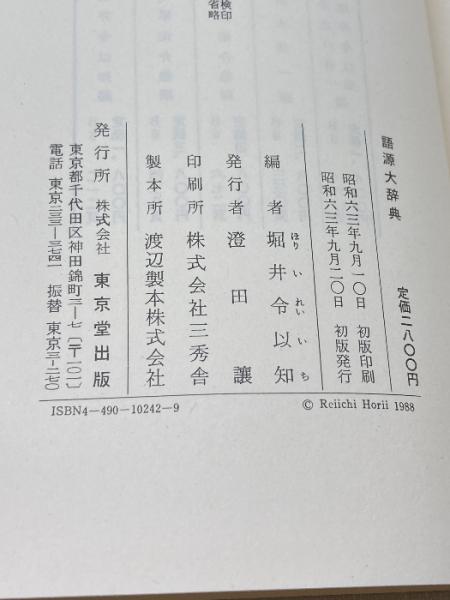 検印
省略
語源大辞典
定価二八〇〇円
昭和六三年九月一〇日 初版印刷
昭和六三年九月二〇日 初版発行
編者 堀井令以知
ほり い れい い ち
発行者 澄田 譲
印刷所 株式会社三秀舎
製本所 渡辺製本株式会社
発行所 株式会社 東京堂出版
東京都千代田区神田錦町三ー七(〒一〇一)
電話 東京二三三ー三七四一 振替 東京三ー二七〇
ISBN4-490-10242-9
© Reiichi Horii 1988